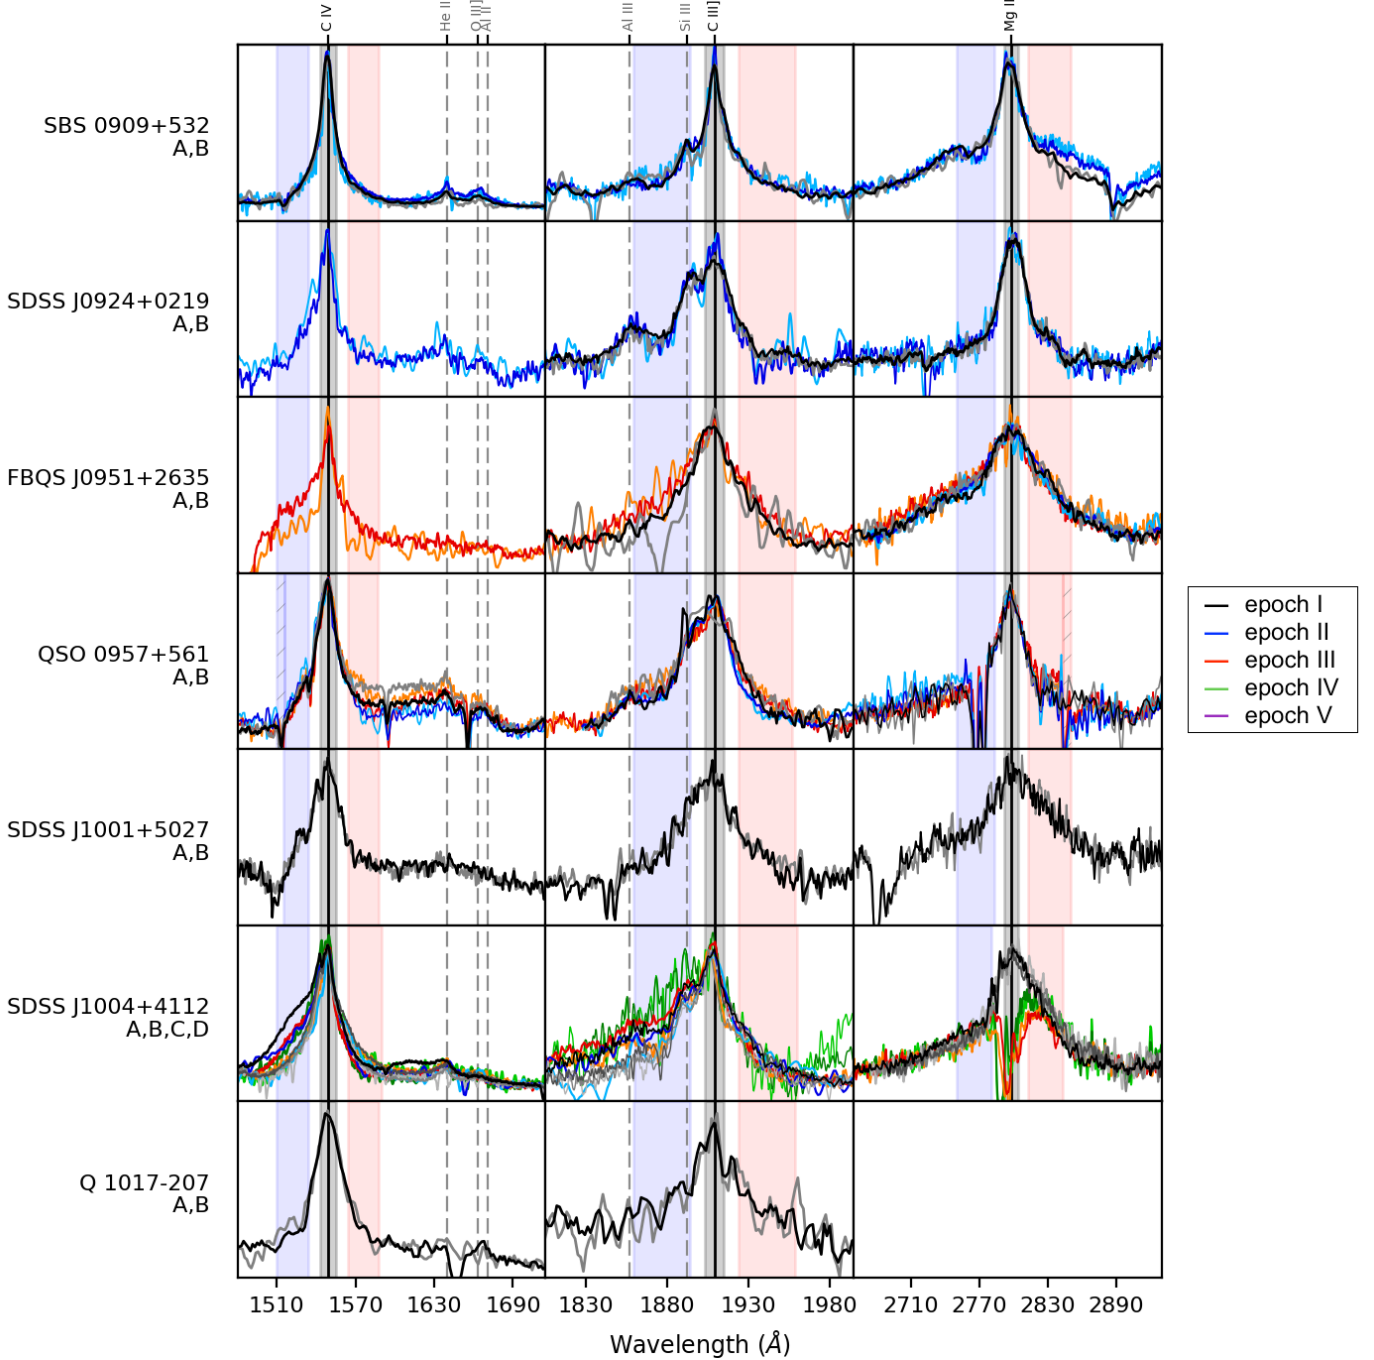 C IV
He II
O III]
Al II
Al III
Si III
C III]
Mg II
SBS 0909+532
A,B
SDSS J0924+0219
A,B
FBQS J0951+2635
A,B
QSO 0957+561
A,B
SDSS J1001+5027
A,B
SDSS J1004+4112
A,B,C,D
Q 1017-207
A,B
epoch I
epoch II
epoch III
epoch IV
epoch V
1510 1570 1630 1690 1830 1880 1930 1980 2710 2770 2830 2890
Wavelength (Å)